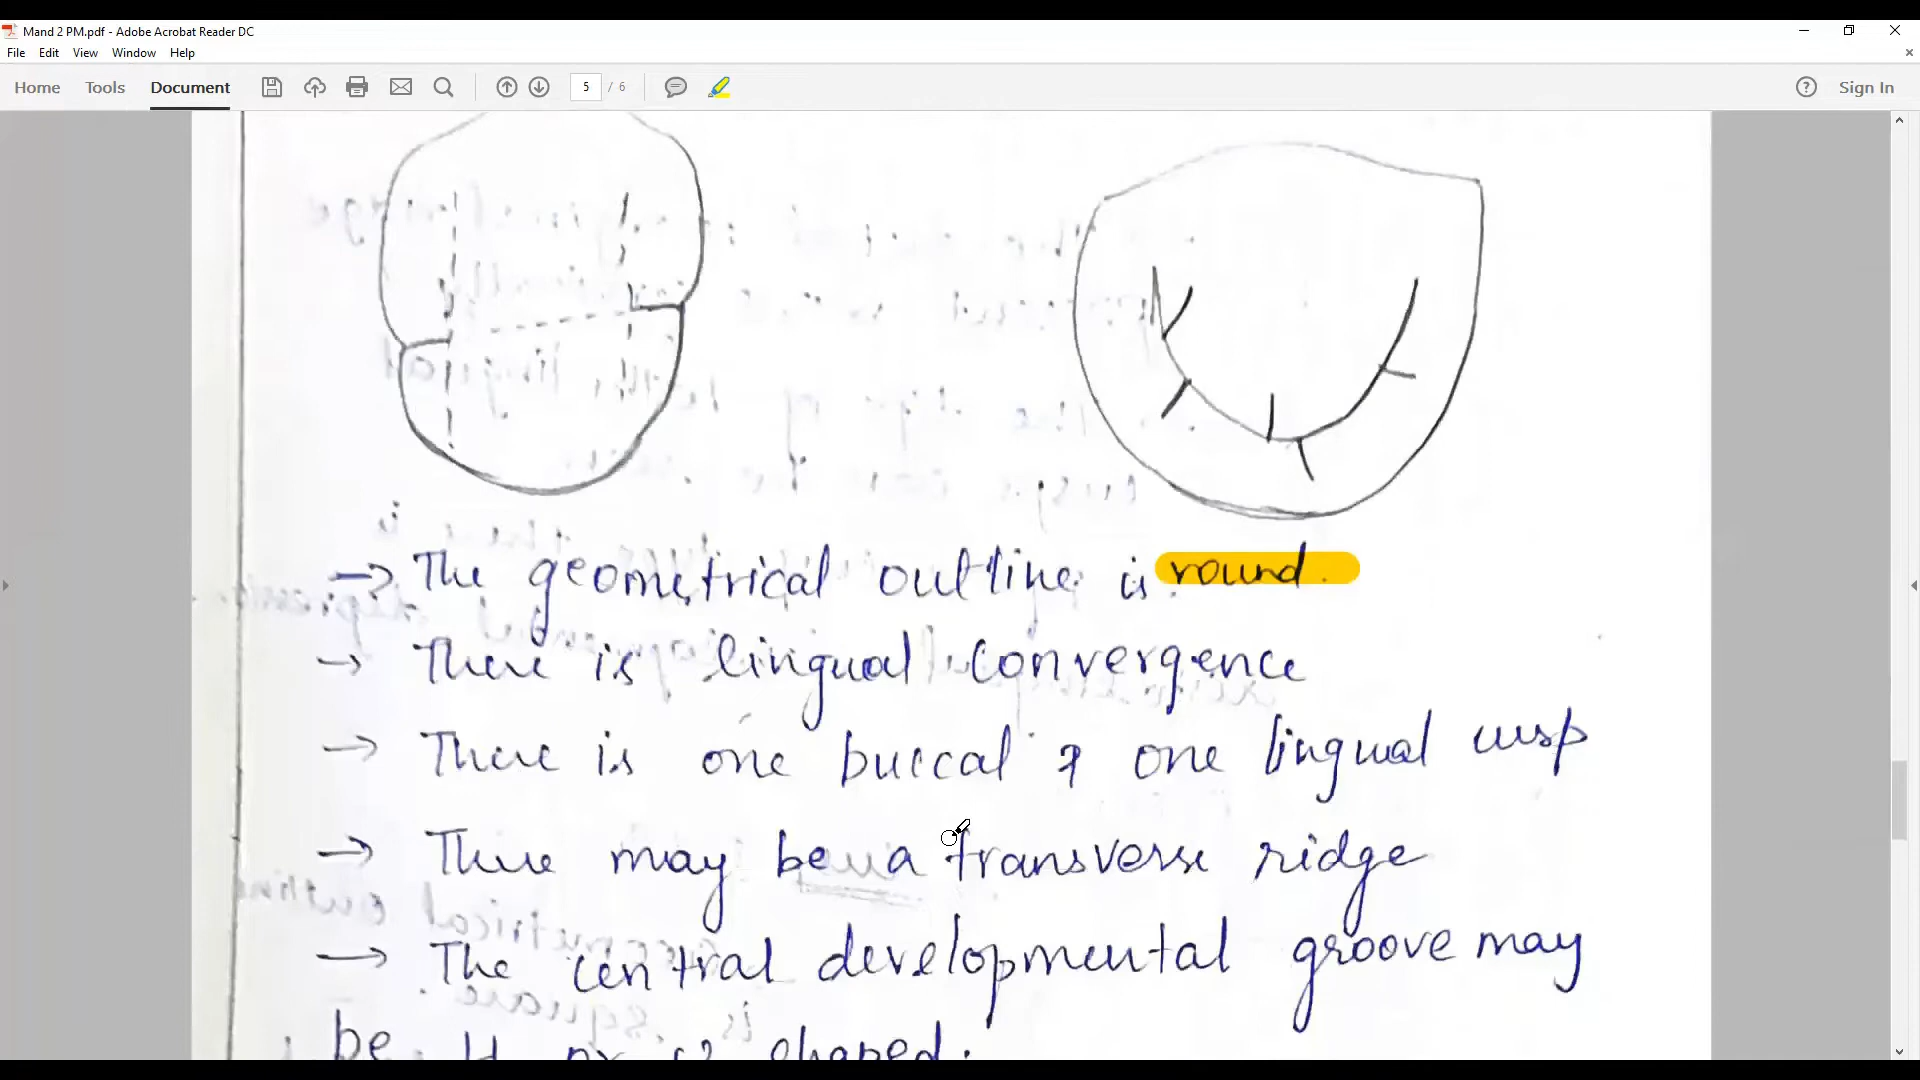 Mand 2 PM.pdf - Adobe Acrobat Reader DC
File Edit View Window Help
Home Tools Document 5 / 6 Sign In
→ The geometrical outline is round.
→ There is lingual convergence
→ There is one buccal & one lingual cusp
→ There may be a transverse ridge
→ The central developmental groove may
be H or shaped.